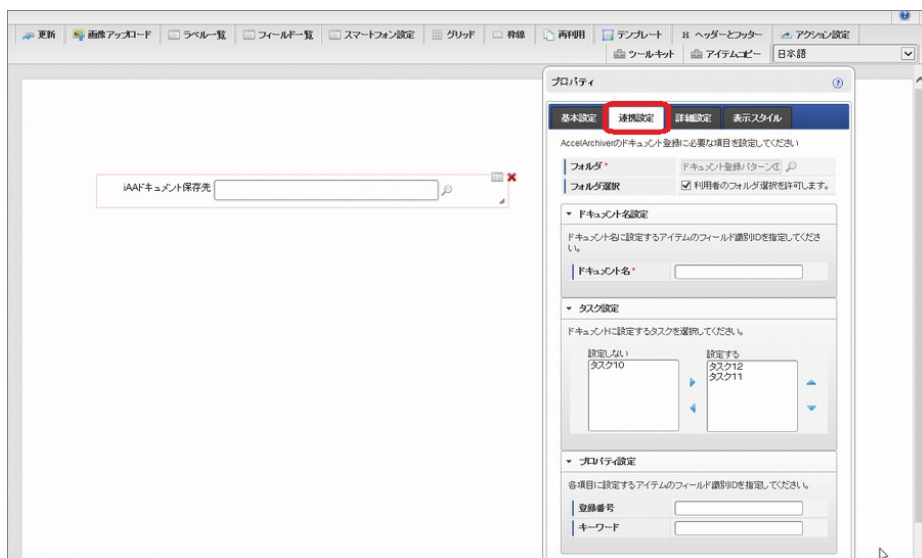 更新 画像アップロード ラベル一覧 フィールド一覧 スマートフォン設定 グリッド 枠線 再利用 テンプレート ヘッダーとフッター アクション設定
ツールキット アイテムコピー 日本語
プロパティ
基本設定 連携設定 詳細設定 表示スタイル
AccelArchiverのドキュメント登録に必要な項目を設定してください
フォルダ* ドキュメント登録パターン①
フォルダ選択 利用者のフォルダ選択を許可します。
iAAドキュメント保存先
ドキュメント名設定
ドキュメント名に設定するアイテムのフィールド識別IDを指定してくださ
い。
ドキュメント名*
タスク設定
ドキュメントに設定するタスクを選択してください。
設定しない 設定する
タスク10 タスク12
タスク11
プロパティ設定
各項目に設定するアイテムのフィールド識別IDを指定してください。
登録番号
キーワード